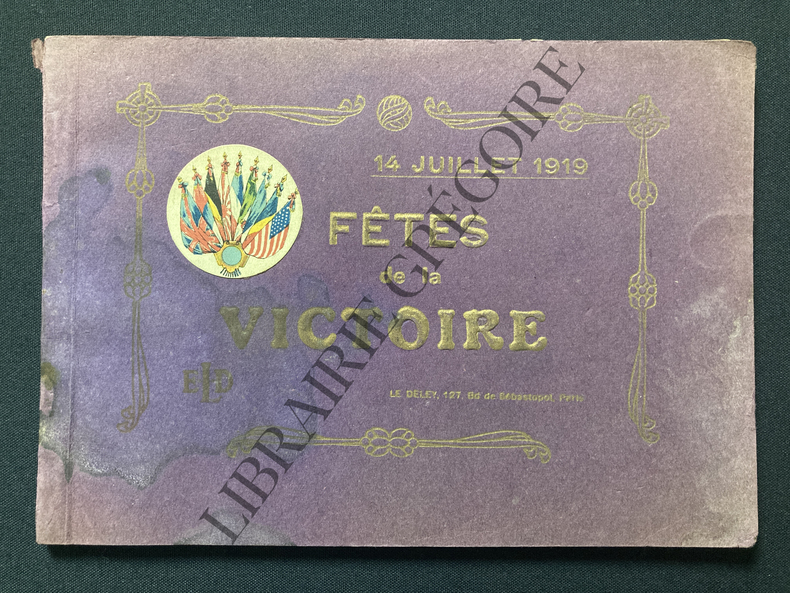 14 JUILLET 1919
FÊTES
de la
VICTOIRE
ELD
LE DELEY, 127, Bd de Sébastopol, PARIS
LIBRAIRIE GRÉGOIRE